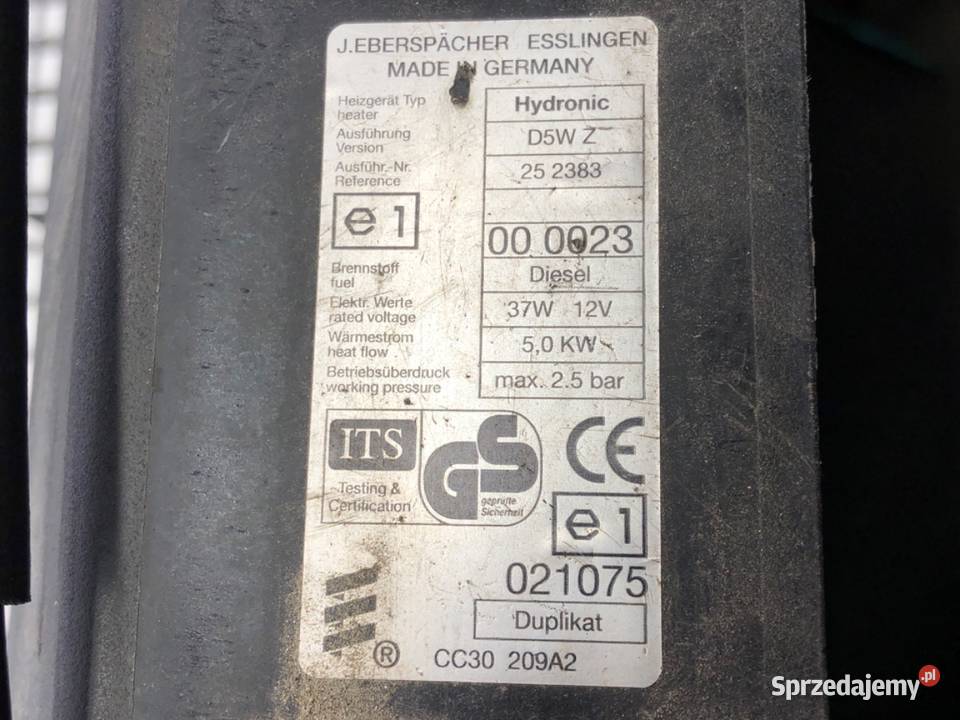 J.EBERSPÄCHER ESSLINGEN
MADE IN GERMANY
Heizgerät Typ
heater
Hydronic
Ausführung
Version
D5W Z
Ausführ.-Nr.
Reference
25 2383
e1
00 0023
Brennstoff
fuel
Diesel
Elektr. Werte
rated voltage
37W 12V
Wärmestrom
heat flow
5,0 KW
Betriebsüberdruck
working pressure
max. 2.5 bar
ITS
Testing &
Certification
GS
geprüfte
Sicherheit
CE
e1
021075
Duplikat
® CC30 209A2
Sprzedajemy.pl